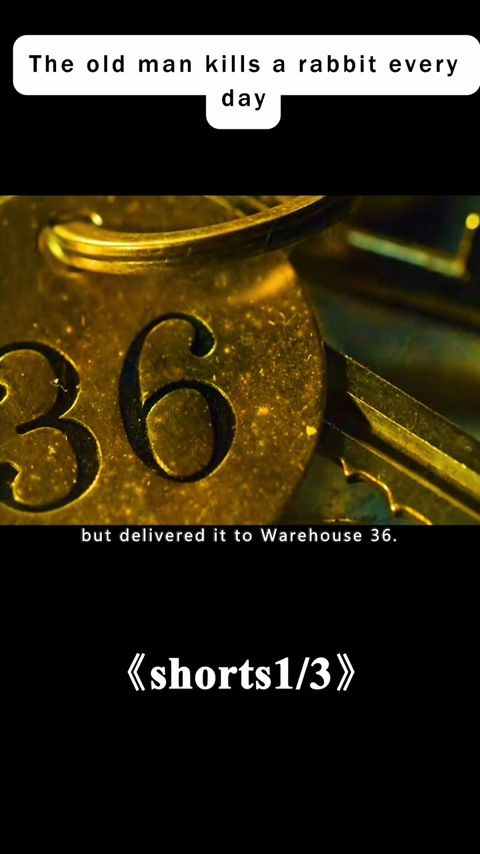 The old man kills a rabbit every
day
36
but delivered it to Warehouse 36.
《shorts1/3》